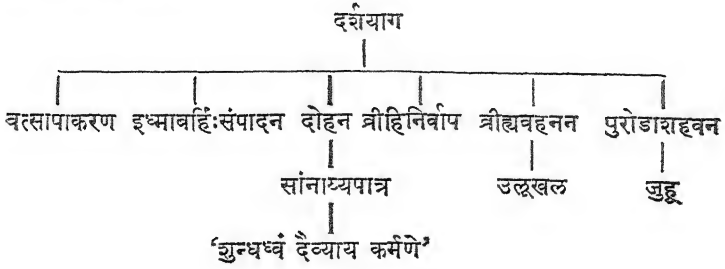 दर्शयाग
वत्सापाकरण इध्माबर्हिःसंपादन दोहन व्रीहिनिर्वाप व्रीह्यवहनन पुरोडाशहवन
सांनाय्यपात्र उलूखल जुहू
‘शुन्धध्वं दैव्याय कर्मणे’